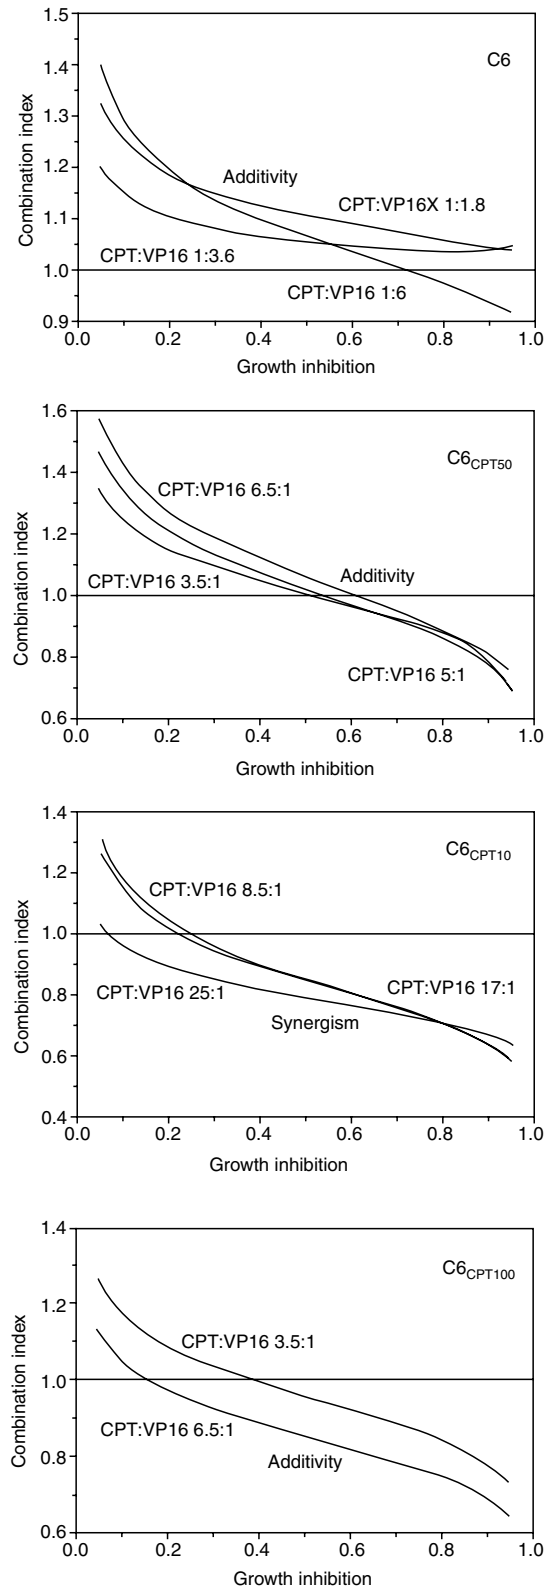 1.5
C6
1.4
1.3
Combination index
1.2
Additivity
CPT:VP16X 1:1.8
1.1
CPT:VP16 1:3.6
1.0
CPT:VP16 1:6
0.9
0.0 0.2 0.4 0.6 0.8 1.0
Growth inhibition
1.6
C6CPT50
1.4
CPT:VP16 6.5:1
Combination index
1.2
Additivity
CPT:VP16 3.5:1
1.0
0.8
CPT:VP16 5:1
0.6
0.0 0.2 0.4 0.6 0.8 1.0
Growth inhibition
1.4
C6CPT10
1.2
CPT:VP16 8.5:1
Combination index
1.0
CPT:VP16 25:1
CPT:VP16 17:1
0.8
Synergism
0.6
0.4
0.0 0.2 0.4 0.6 0.8 1.0
Growth inhibition
1.4
C6CPT100
1.2
CPT:VP16 3.5:1
Combination index
1.0
CPT:VP16 6.5:1
Additivity
0.8
0.6
0.0 0.2 0.4 0.6 0.8 1.0
Growth inhibition